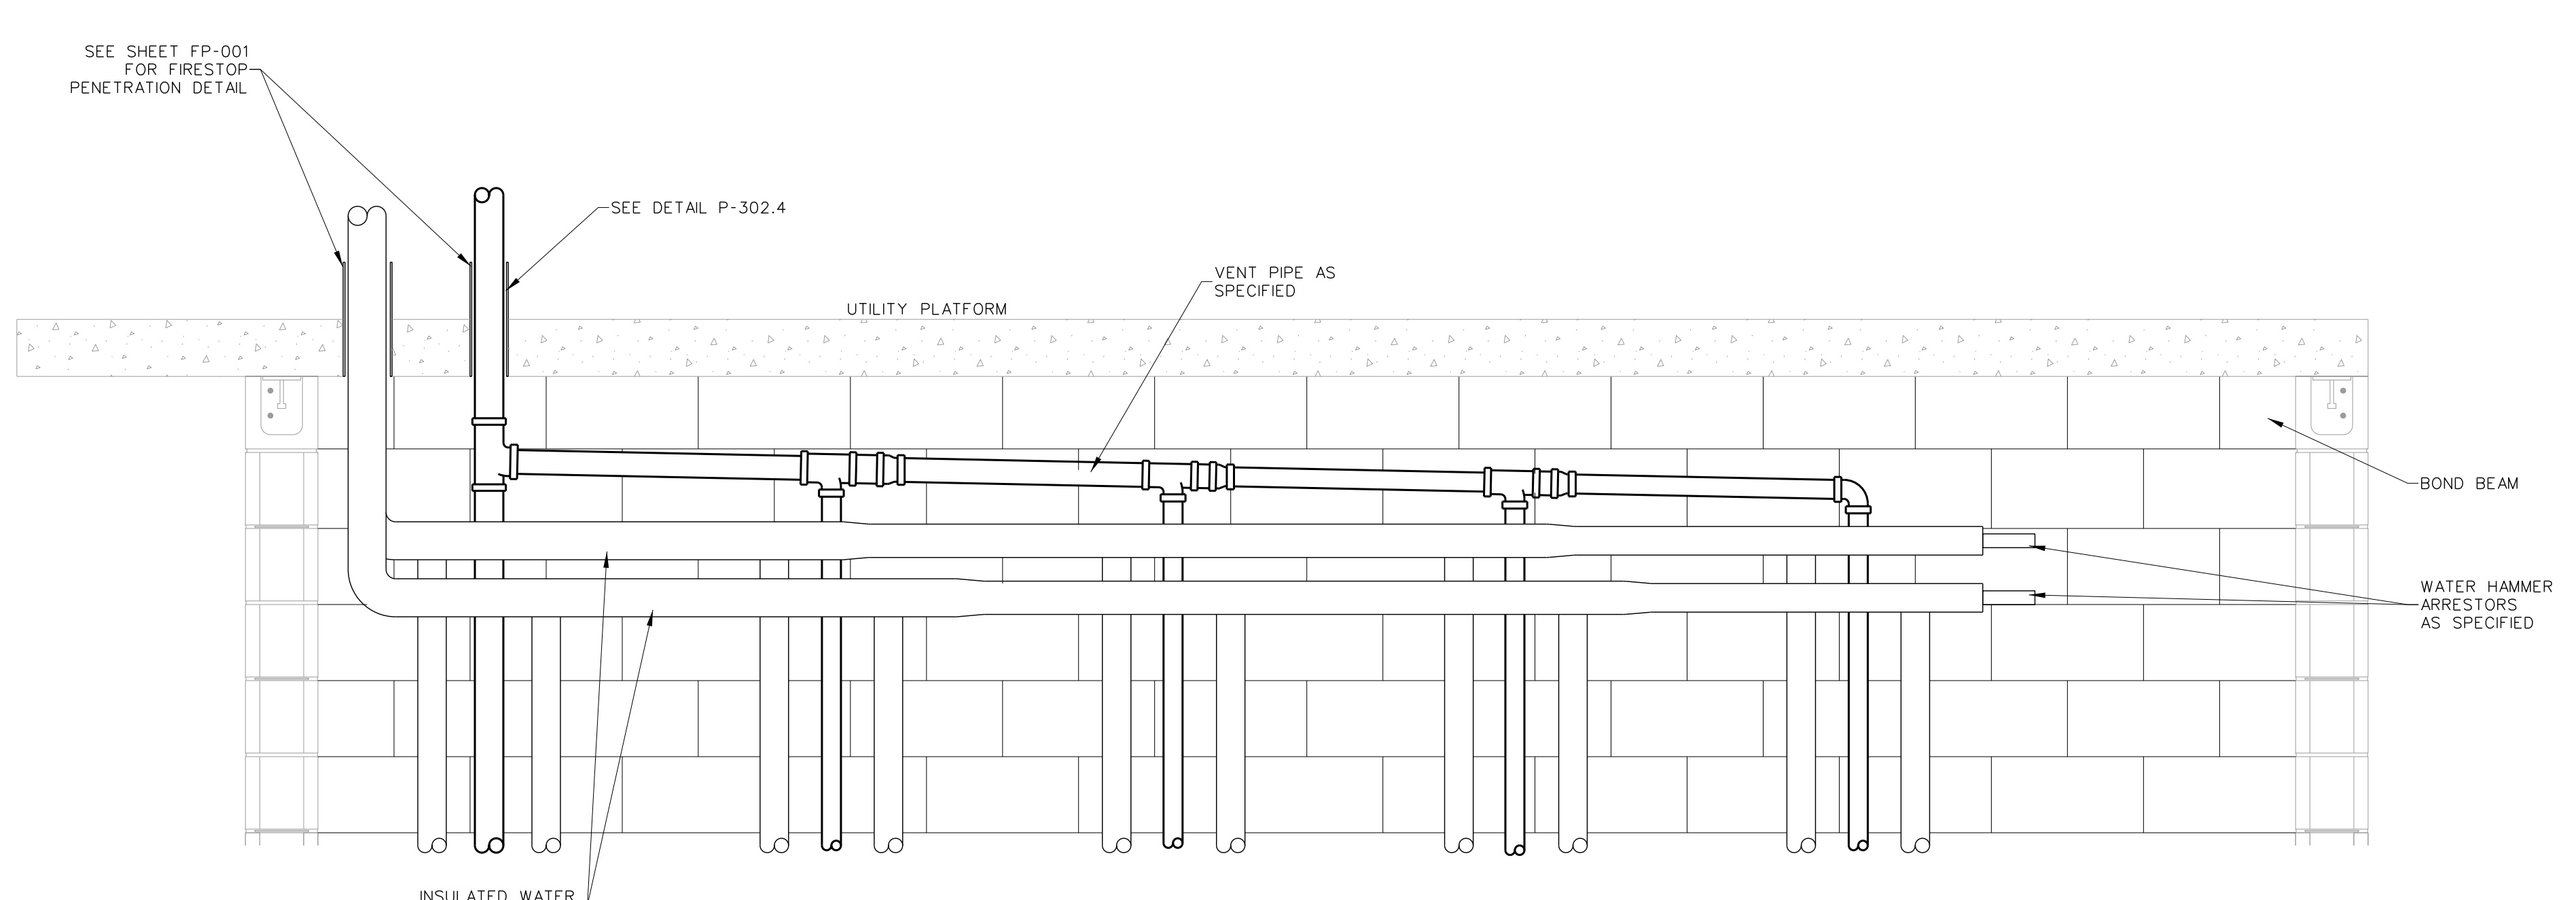 SEE SHEET FP-001
FOR FIRESTOP
PENETRATION DETAIL
SEE DETAIL P-302.4
VENT PIPE AS
SPECIFIED
UTILITY PLATFORM
BOND BEAM
WATER HAMMER
ARRESTORS
AS SPECIFIED
INSULATED WATER